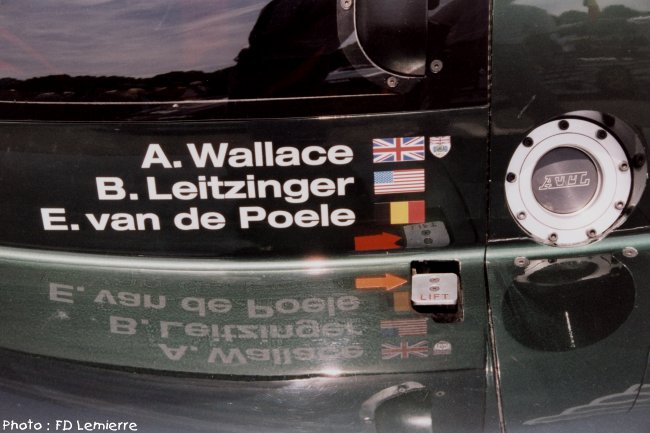 A. Wallace
B. Leitzinger
E. van de Poele
ATL
LIFT
Photo : FD Lemierre